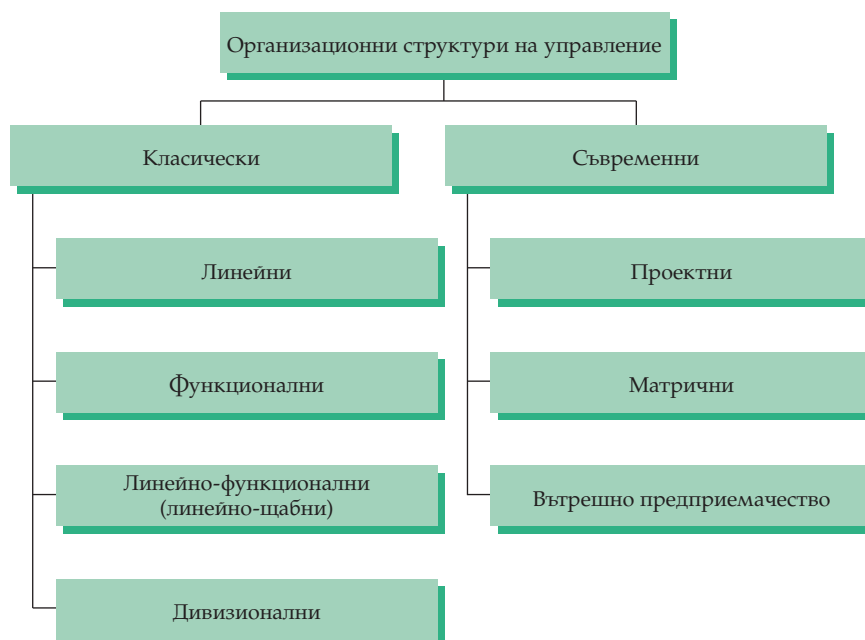 Организационни структури на управление
Класически
Съвременни
Линейни
Проектни
Функционални
Матрични
Линейно-функционални
(линейно-щабни)
Вътрешно предприемачество
Дивизионални